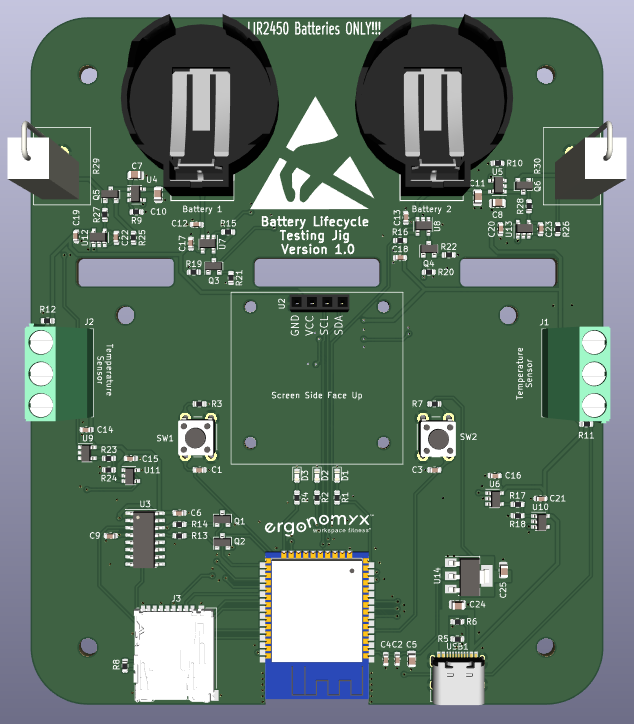 LIR2450 Batteries ONLY!!!
R29
C7
U4
Q5
C10
R27
R9
C19
U12
C22
R25
Battery 1
C12
R15
C17
U7
R19
Q3
R21
Battery Lifecycle
Testing Jig
Version 1.0
Battery 2
C13
U8
R16
C18
R22
Q4
R20
R10
U5
C11
Q6
R30
C8
R28
C20
U13
C23
R26
R12
J2
Temperature
Sensor
U2
GND
VCC
SCL
SDA
Screen Side Face Up
J1
Temperature
Sensor
R11
R3
SW1
C1
R7
SW2
C3
C14
U9
R23
R24
C15
U11
D3
D2
D1
R4
R2
R1
C16
U6
R17
R18
C21
U10
U3
C6
R14
R13
C9
Q1
Q2
ergonomyx™
workspace fitness®
U14
C25
C24
R6
R5
USB1
J3
R8
C4
C2
C5